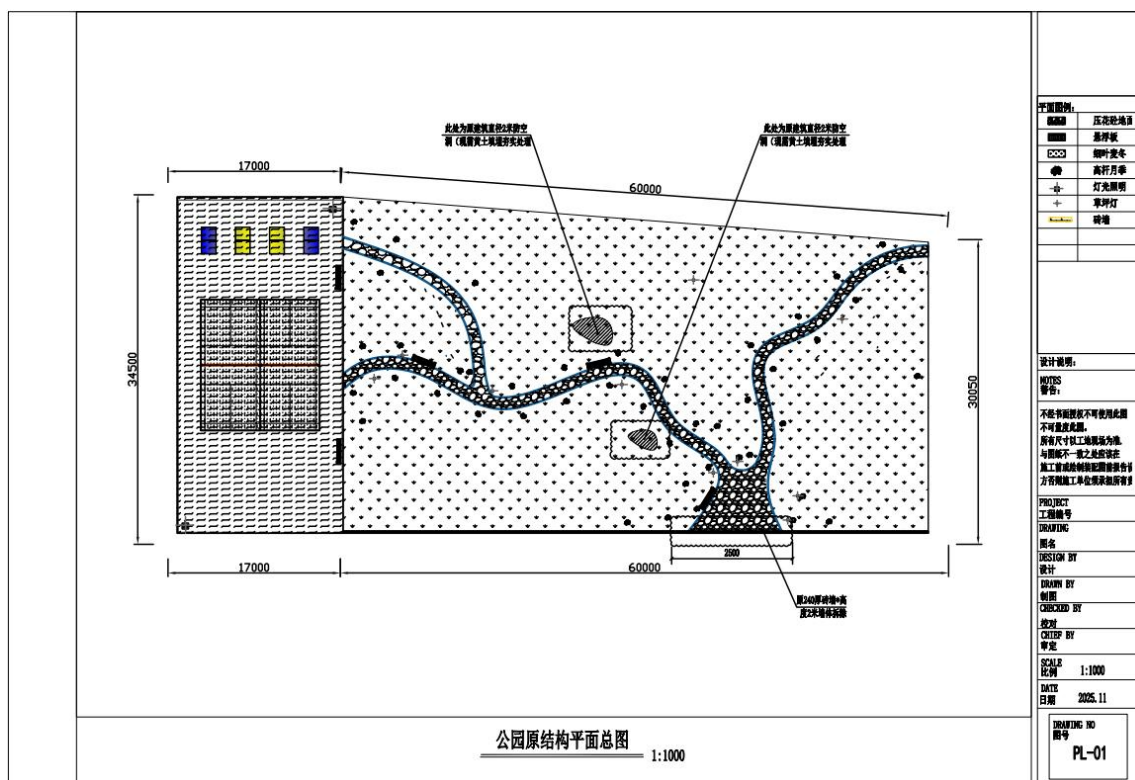 此处为原建筑直径2米防空
洞(现需黄土填埋夯实处理
此处为原建筑直径2米防空
洞(现需黄土填埋夯实处理
17000
60000
34500
30050
2500
17000
60000
原240厚砖墙*高
度2米墙体拆除
公园原结构平面总图
1:1000
平面图例:
压花砼地面
悬浮板
细叶麦冬
高杆月季
灯光照明
草坪灯
砖墙
设计说明:
NOTES
警告:
不经书面授权不可使用此图
不可量度此图。
所有尺寸以工地现场为准
与图纸不一致之处应该在
施工前或绘制装配图前报告设
方否则施工单位须承担所有责
PROJECT
工程编号
DRAWING
图名
DESIGN BY
设计
DRAWN BY
制图
CHECKED BY
校对
CHIEF BY
审定
SCALE
比例
1:1000
DATE
日期
2025.11
DRAWING NO
图号
PL-01